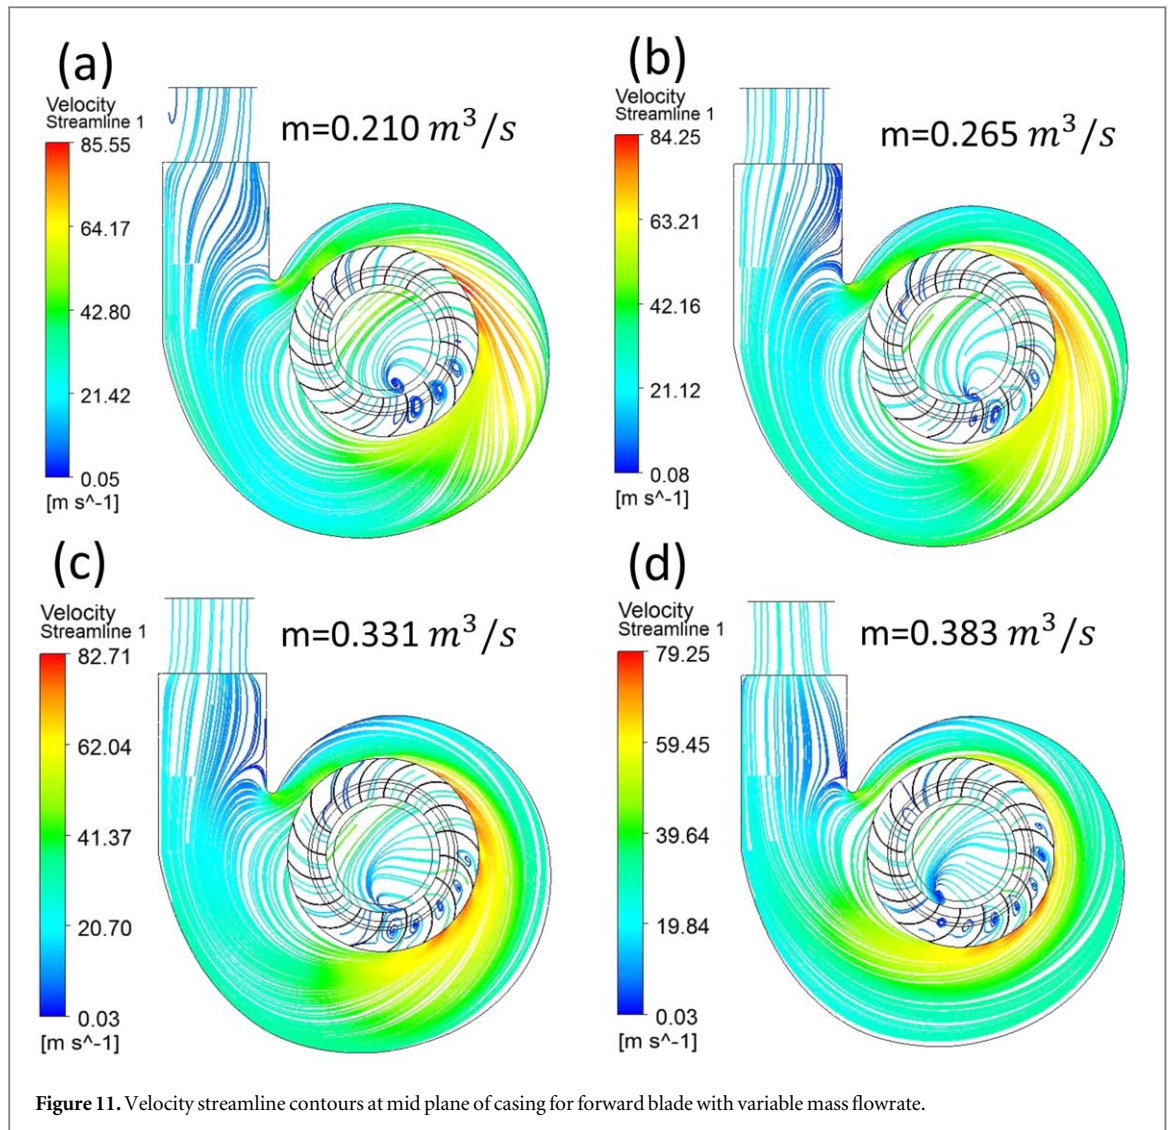 (a)
Velocity
Streamline 1
m=0.210 m³/s
85.55
64.17
42.80
21.42
0.05
[m s^-1]
(b)
Velocity
Streamline 1
m=0.265 m³/s
84.25
63.21
42.16
21.12
0.08
[m s^-1]
(c)
Velocity
Streamline 1
m=0.331 m³/s
82.71
62.04
41.37
20.70
0.03
[m s^-1]
(d)
Velocity
Streamline 1
m=0.383 m³/s
79.25
59.45
39.64
19.84
0.03
[m s^-1]
Figure 11. Velocity streamline contours at mid plane of casing for forward blade with variable mass flowrate.